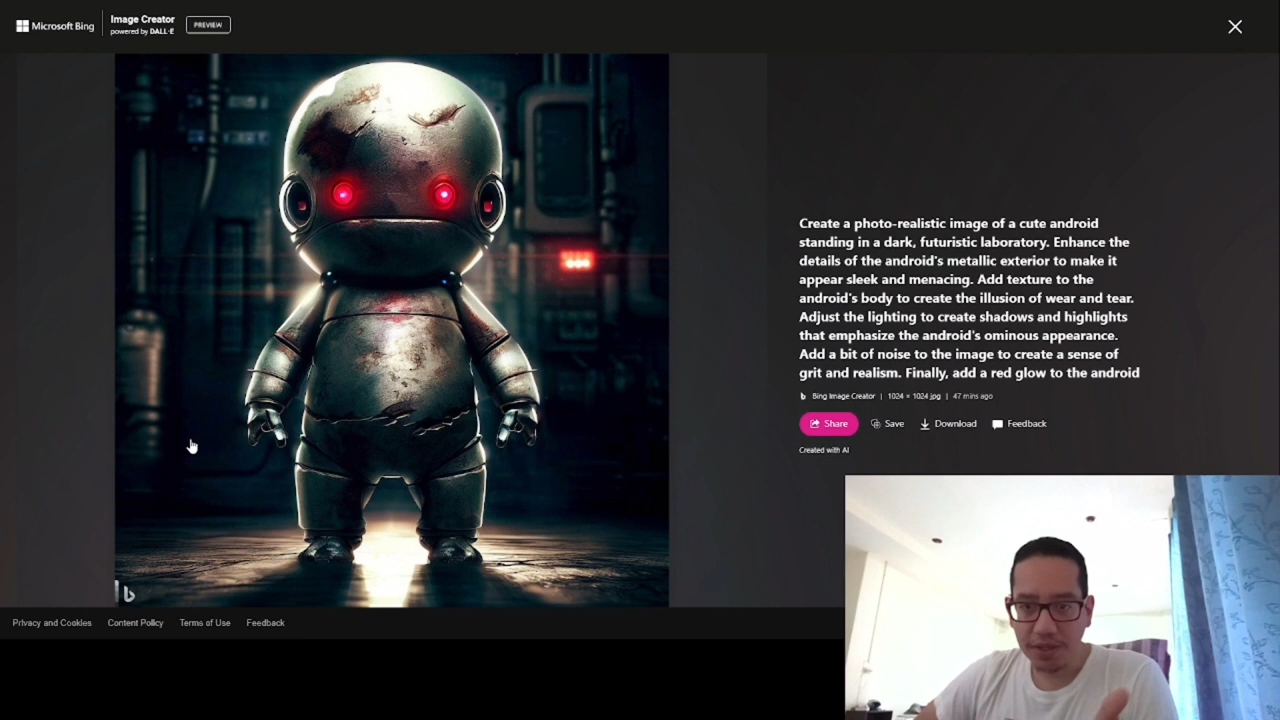 Microsoft Bing
Image Creator
powered by DALL·E
PREVIEW
Create a photo-realistic image of a cute android
standing in a dark, futuristic laboratory. Enhance the
details of the android's metallic exterior to make it
appear sleek and menacing. Add texture to the
android's body to create the illusion of wear and tear.
Adjust the lighting to create shadows and highlights
that emphasize the android's ominous appearance.
Add a bit of noise to the image to create a sense of
grit and realism. Finally, add a red glow to the android
Bing Image Creator | 1024 × 1024 jpg | 47 mins ago
Share Save Download Feedback
Created with AI
Privacy and Cookies Content Policy Terms of Use Feedback